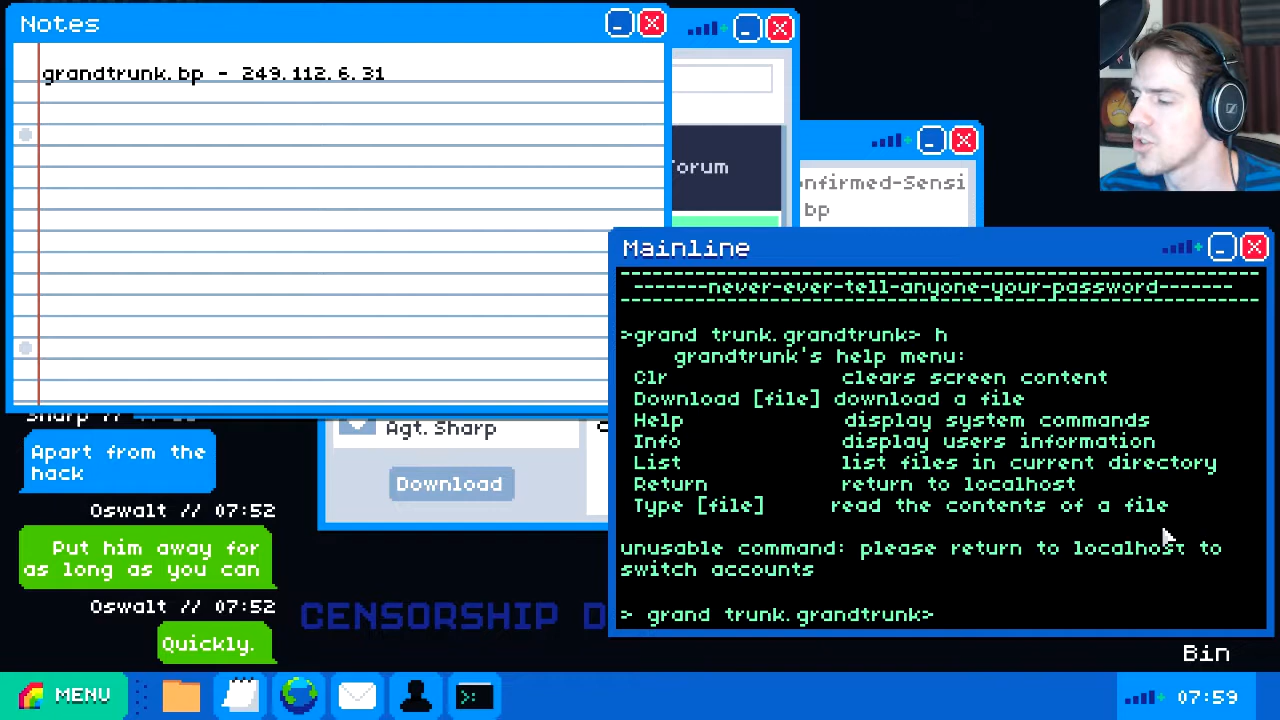 Notes
grandtrunk.bp - 249.112.6.31
Forum
onfirmed-Sensi
bp
Mainline
-------never-ever-tell-anyone-your-password-------
>grand trunk.grandtrunk> h
grandtrunk's help menu:
Clr clears screen content
Download [file] download a file
Help display system commands
Info display users information
List list files in current directory
Return return to localhost
Type [file] read the contents of a file
unusable command: please return to localhost to
switch accounts
> grand trunk.grandtrunk>
Sharp //
Apart from the
hack
Oswalt // 07:52
Put him away for
as long as you can
Oswalt // 07:52
Quickly.
Agt. Sharp
Download
CENSORSHIP D
Bin
MENU
07:59